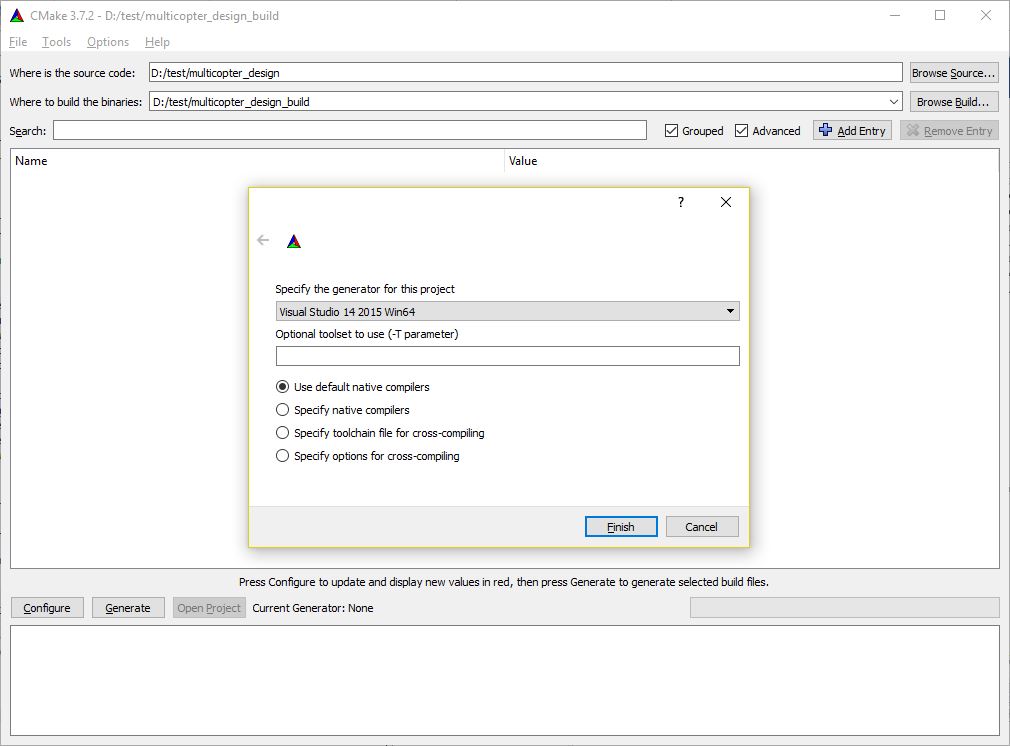 CMake 3.7.2 - D:/test/multicopter_design_build
File Tools Options Help
Where is the source code: D:/test/multicopter_design Browse Source...
Where to build the binaries: D:/test/multicopter_design_build Browse Build...
Search: Grouped Advanced Add Entry Remove Entry
Name Value
?
Specify the generator for this project
Visual Studio 14 2015 Win64
Optional toolset to use (-T parameter)
Use default native compilers
Specify native compilers
Specify toolchain file for cross-compiling
Specify options for cross-compiling
Finish Cancel
Press Configure to update and display new values in red, then press Generate to generate selected build files.
Configure Generate Open Project Current Generator: None